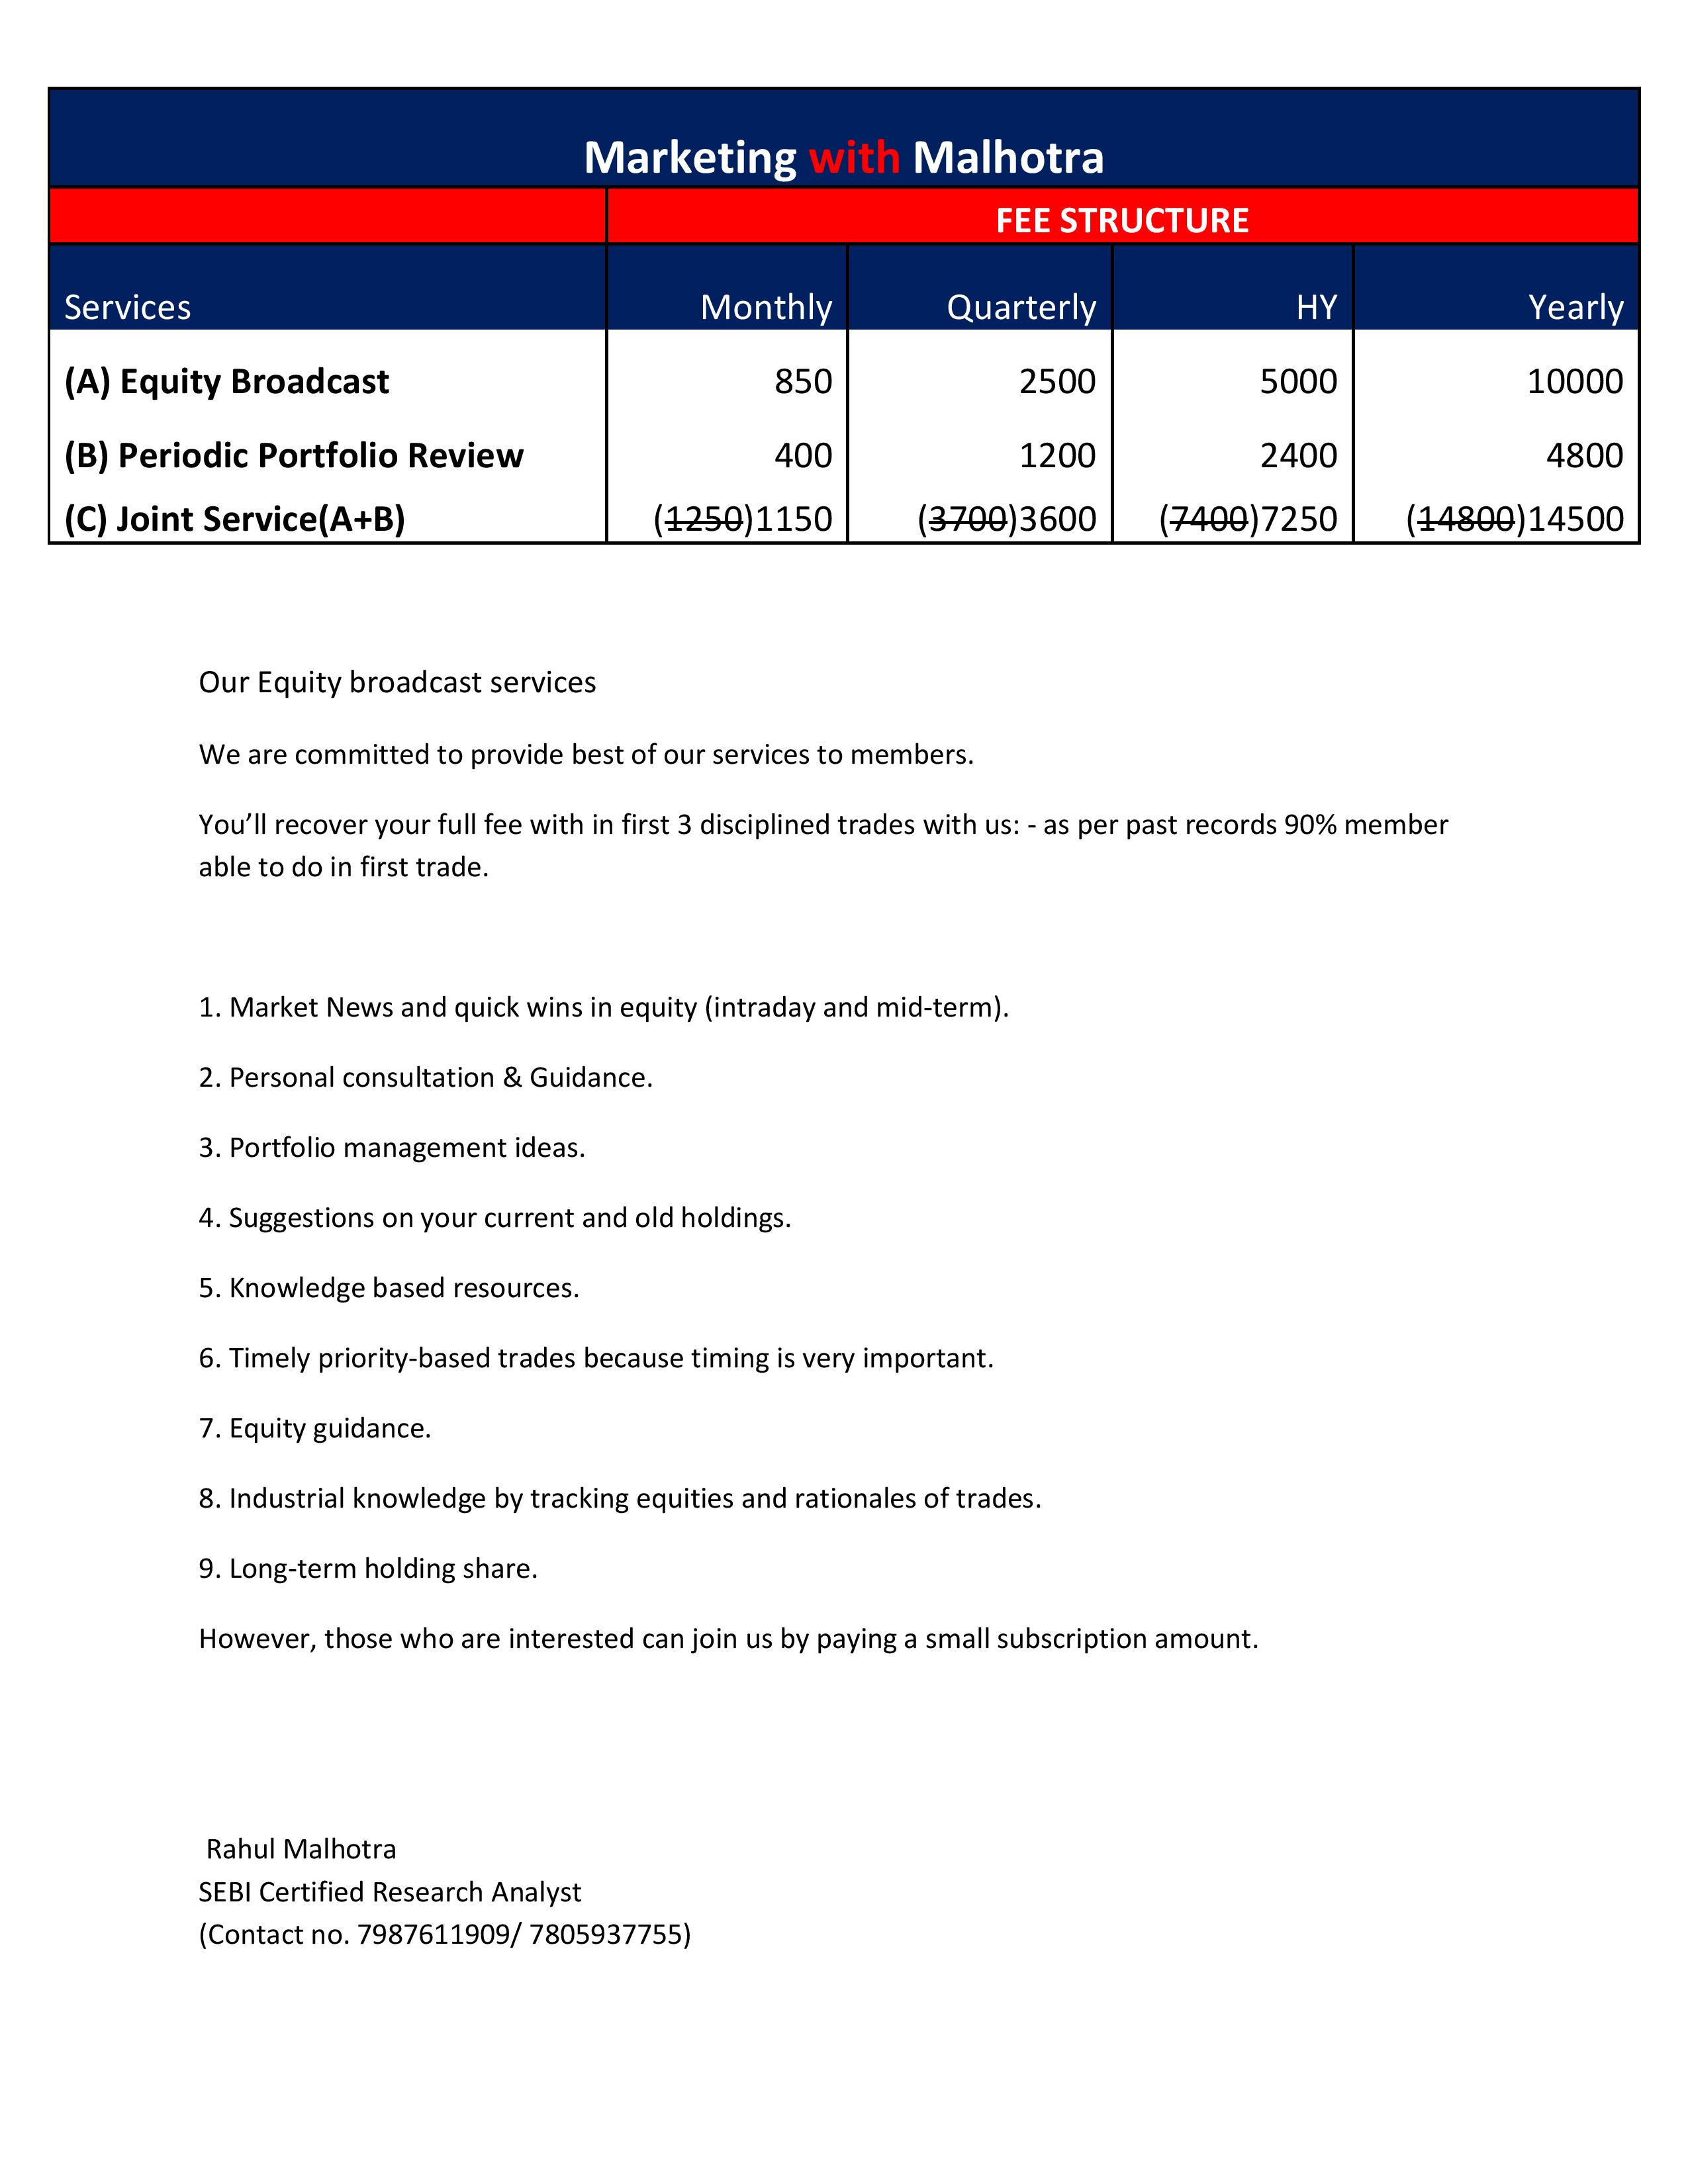 Marketing with Malhotra
FEE STRUCTURE
Services Monthly Quarterly HY Yearly
(A) Equity Broadcast 850 2500 5000 10000
(B) Periodic Portfolio Review 400 1200 2400 4800
(C) Joint Service(A+B) (1250)1150 (3700)3600 (7400)7250 (14800)14500
Our Equity broadcast services
We are committed to provide best of our services to members.
You’ll recover your full fee with in first 3 disciplined trades with us: - as per past records 90% member
able to do in first trade.
1. Market News and quick wins in equity (intraday and mid-term).
2. Personal consultation & Guidance.
3. Portfolio management ideas.
4. Suggestions on your current and old holdings.
5. Knowledge based resources.
6. Timely priority-based trades because timing is very important.
7. Equity guidance.
8. Industrial knowledge by tracking equities and rationales of trades.
9. Long-term holding share.
However, those who are interested can join us by paying a small subscription amount.
Rahul Malhotra
SEBI Certified Research Analyst
(Contact no. 7987611909/ 7805937755)